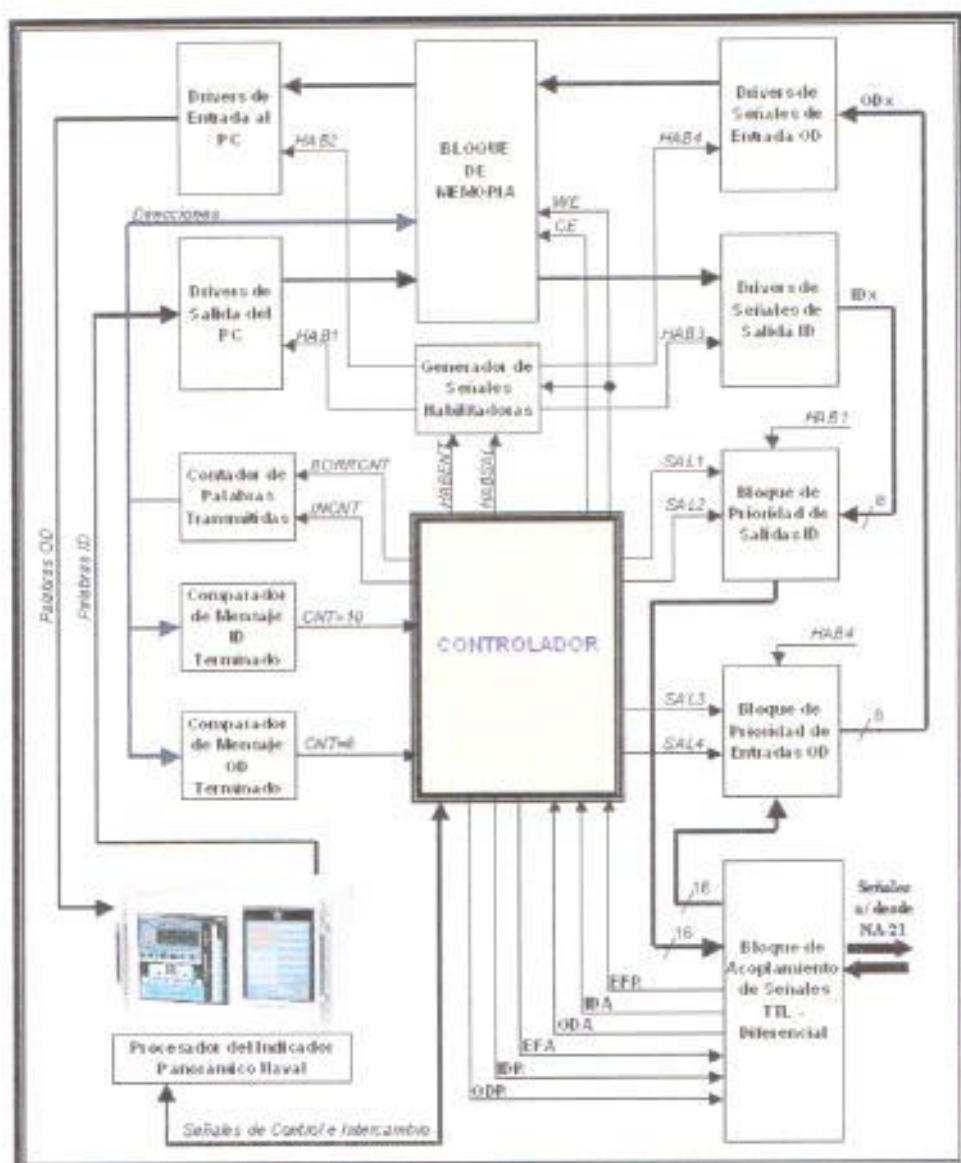 Drivers de
Entrada al
PC
HAB2
BLOQUE
DE
MEMORIA
HAB4
Drivers de
Señales de
Entrada OD
ODx
Direcciones
WE
CE
Drivers de
Salida del
PC
HAB1
Drivers de
Señales de
Salida ID
IDx
HAB3
Generador de
Señales
Habilitadoras
HABENT
HABSAL
HAB1
Contador de
Palabras
Transmitidas
BORRCNT
INCNT
SAL1
SAL2
Bloque de
Prioridad de
Salidas ID
8
Palabras OD
Palabras ID
Comparador
de Mensaje
ID
Terminado
CNT=10
CONTROLADOR
HAB4
Comparador
de Mensaje
OD
Terminado
CNT=6
SAL3
SAL4
Bloque de
Prioridad de
Entradas OD
16
16
Señales
a/ desde
NA-21
Bloque de
Acoplamiento
de Señales
TTL -
Diferencial
EFR
IDA
ODA
EFA
IDR
ODR
Procesador del Indicador
Panorámico Naval
Señales de Control e Intercambio